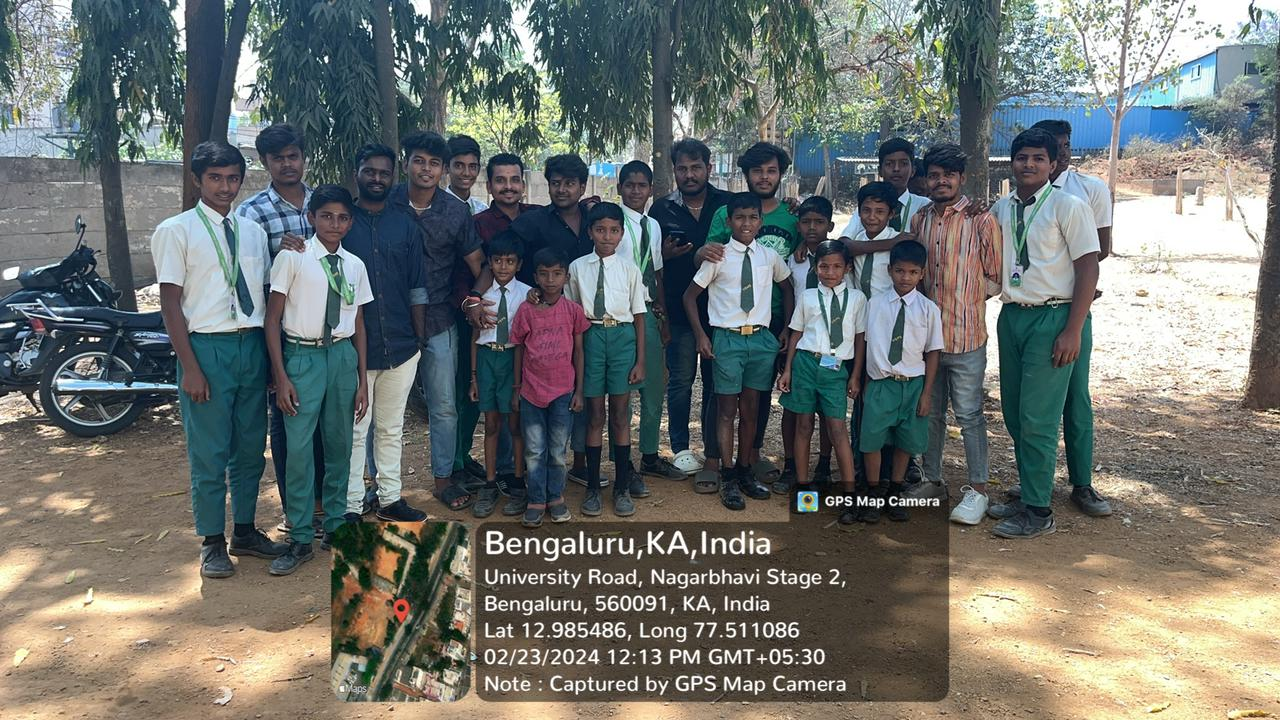 GPS Map Camera
Bengaluru,KA,India
University Road, Nagarbhavi Stage 2,
Bengaluru, 560091, KA, India
Lat 12.985486, Long 77.511086
02/23/2024 12:13 PM GMT+05:30
Note : Captured by GPS Map Camera
Maps